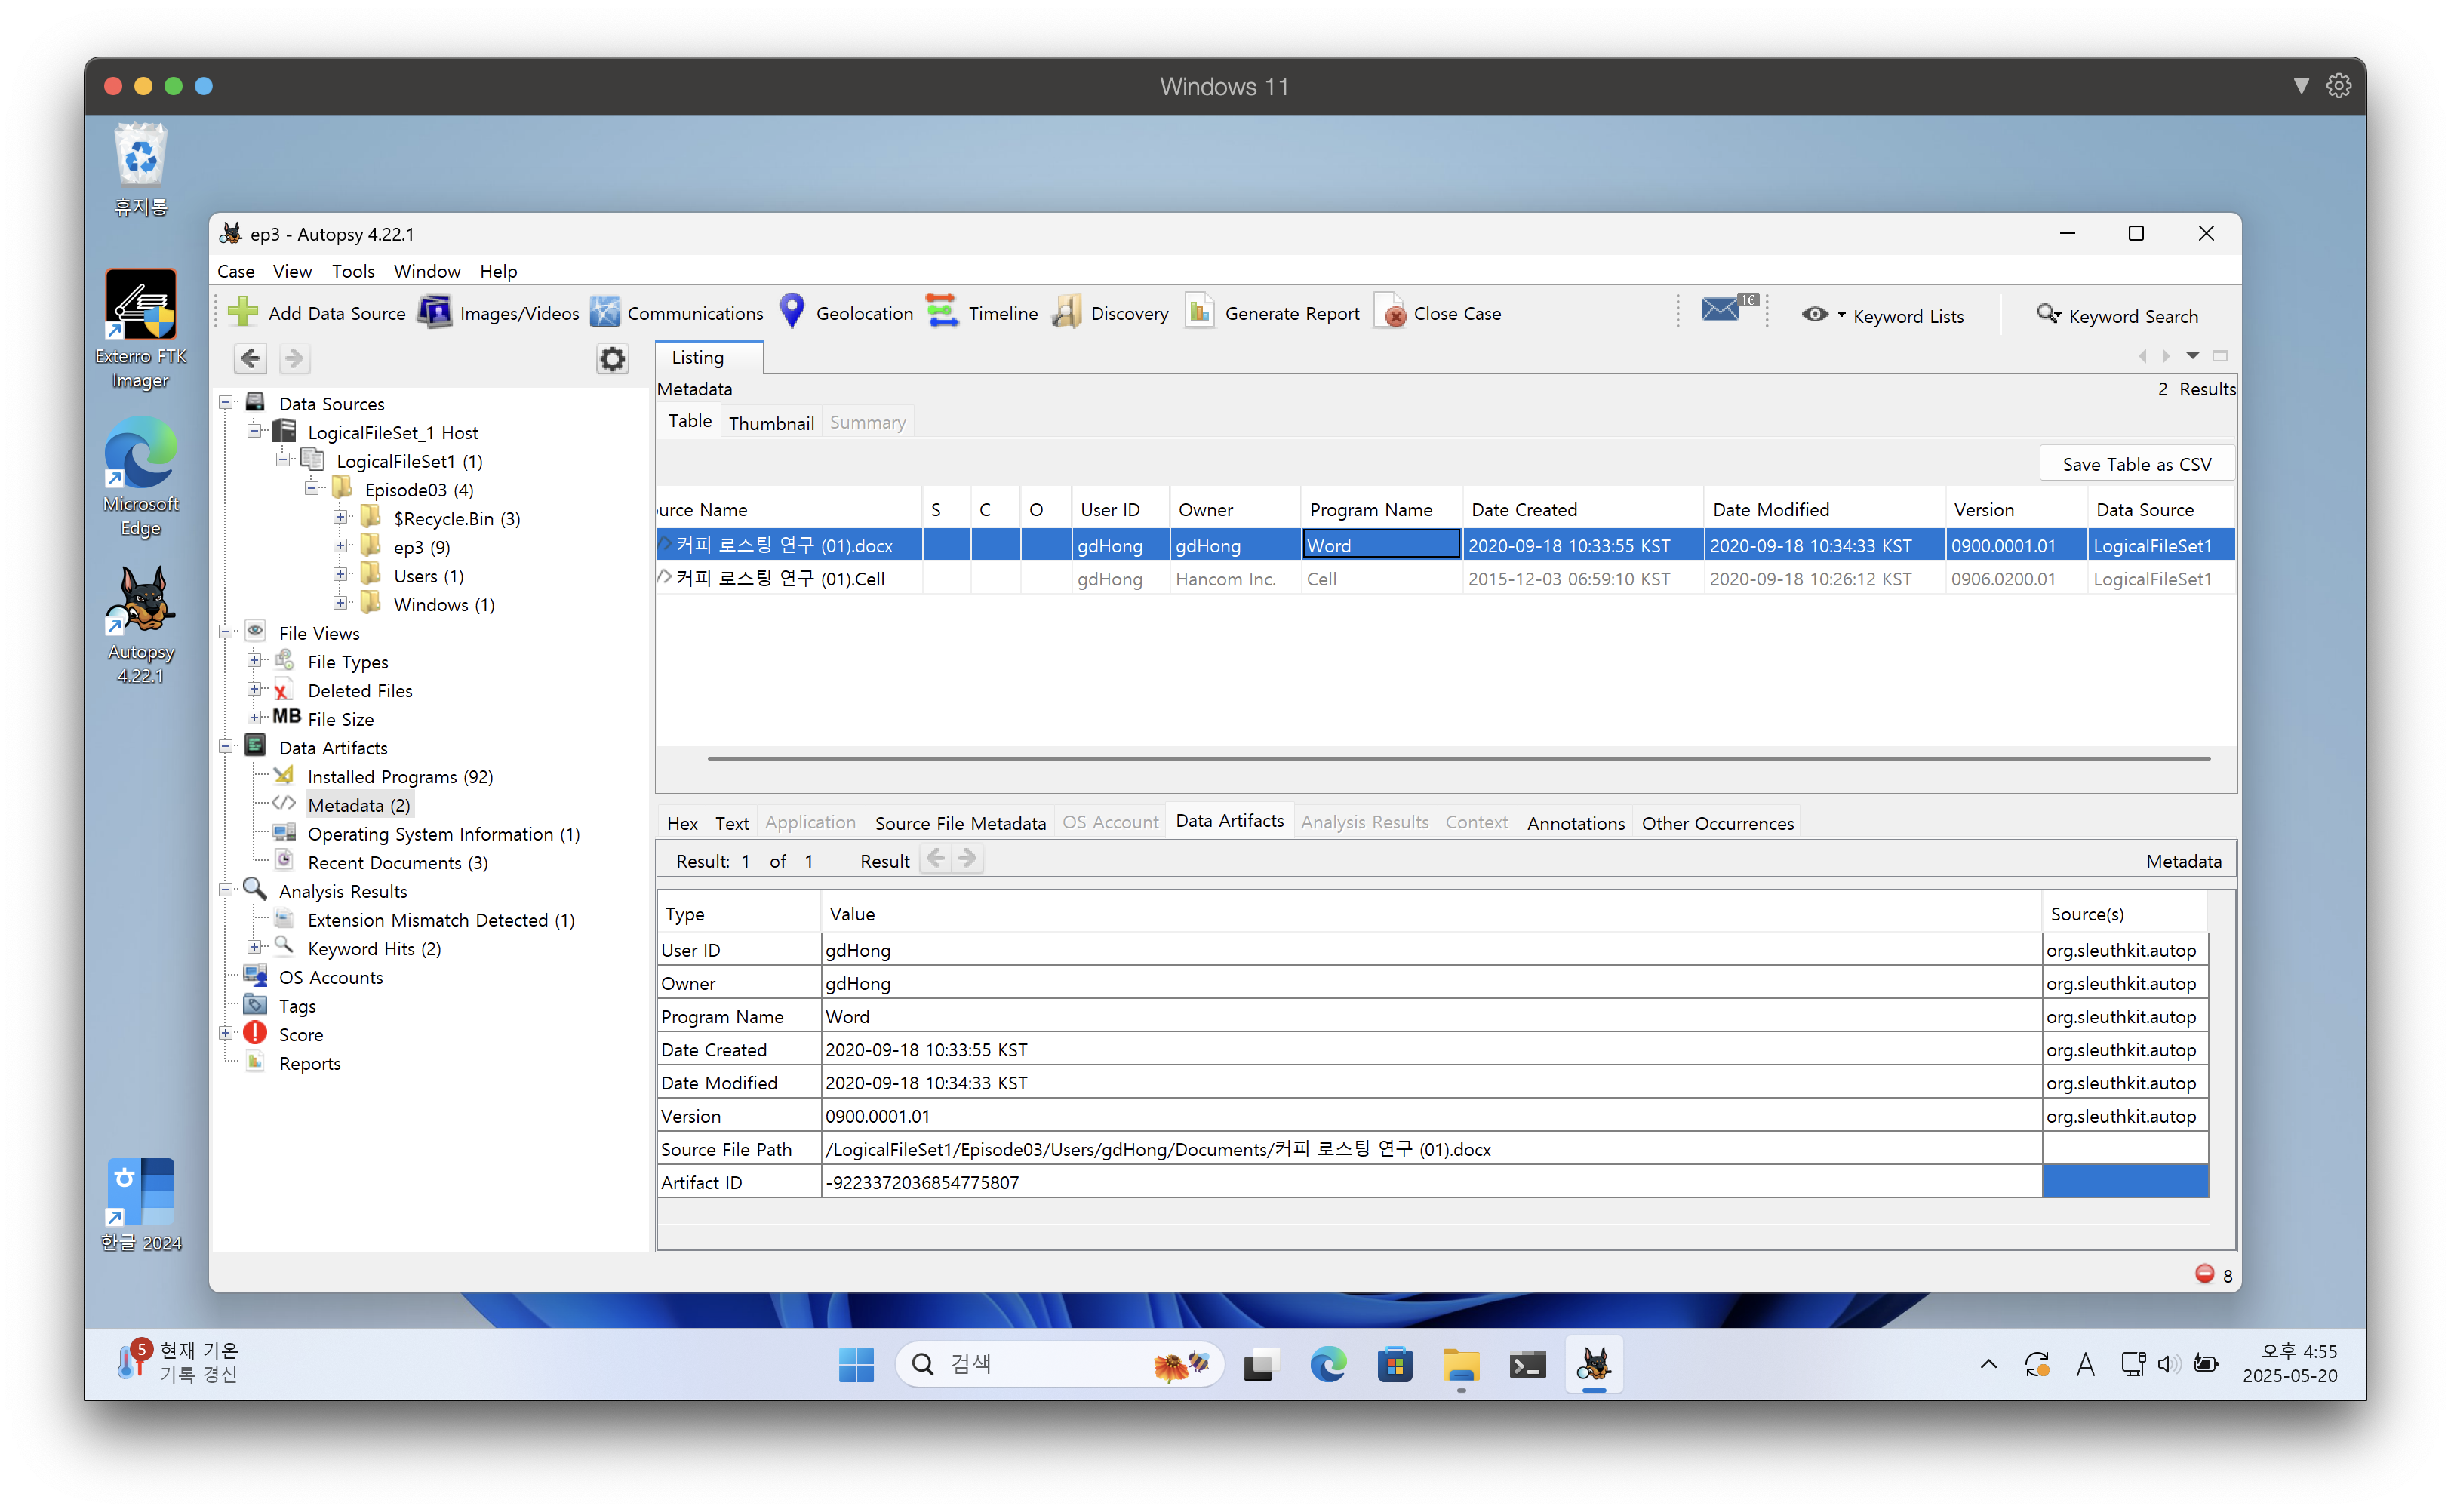 Windows 11
휴지통
Exterro FTK
Imager
Microsoft
Edge
Autopsy
4.22.1
한글 2024
ep3 - Autopsy 4.22.1
Case View Tools Window Help
Add Data Source Images/Videos Communications Geolocation Timeline Discovery Generate Report Close Case 16 Keyword Lists Keyword Search
Data Sources
LogicalFileSet_1 Host
LogicalFileSet1 (1)
Episode03 (4)
$Recycle.Bin (3)
ep3 (9)
Users (1)
Windows (1)
File Views
File Types
Deleted Files
MB File Size
Data Artifacts
Installed Programs (92)
Metadata (2)
Operating System Information (1)
Recent Documents (3)
Analysis Results
Extension Mismatch Detected (1)
Keyword Hits (2)
OS Accounts
Tags
Score
Reports
Listing
Metadata 2 Results
Table Thumbnail Summary
Save Table as CSV
urce Name S C O User ID Owner Program Name Date Created Date Modified Version Data Source
커피 로스팅 연구 (01).docx gdHong gdHong Word 2020-09-18 10:33:55 KST 2020-09-18 10:34:33 KST 0900.0001.01 LogicalFileSet1
커피 로스팅 연구 (01).Cell gdHong Hancom Inc. Cell 2015-12-03 06:59:10 KST 2020-09-18 10:26:12 KST 0906.0200.01 LogicalFileSet1
Hex Text Application Source File Metadata OS Account Data Artifacts Analysis Results Context Annotations Other Occurrences
Result: 1 of 1 Result Metadata
Type Value Source(s)
User ID gdHong org.sleuthkit.autop
Owner gdHong org.sleuthkit.autop
Program Name Word org.sleuthkit.autop
Date Created 2020-09-18 10:33:55 KST org.sleuthkit.autop
Date Modified 2020-09-18 10:34:33 KST org.sleuthkit.autop
Version 0900.0001.01 org.sleuthkit.autop
Source File Path /LogicalFileSet1/Episode03/Users/gdHong/Documents/커피 로스팅 연구 (01).docx
Artifact ID -9223372036854775807
8
5 현재 기온
기록 경신
검색
A
오후 4:55
2025-05-20